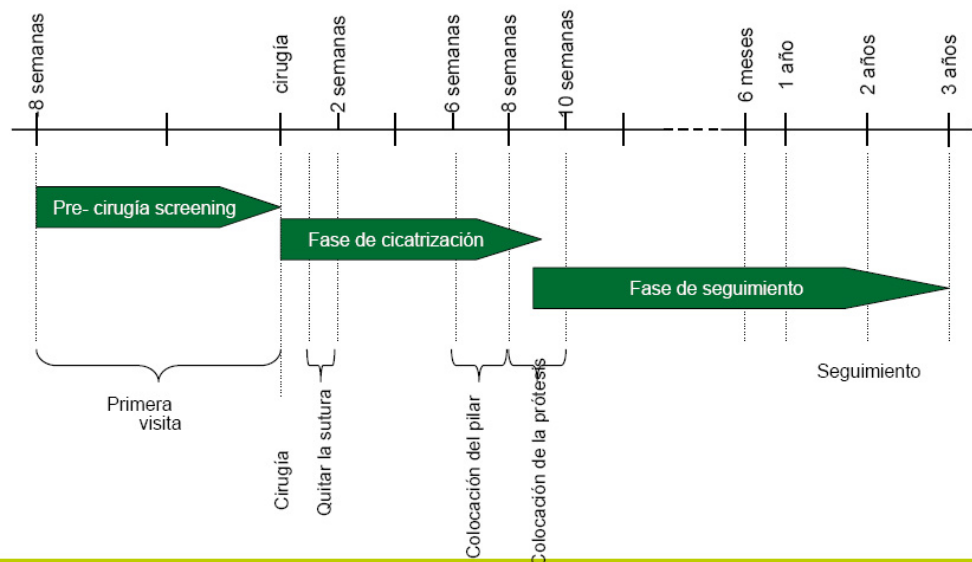 8 semanas
cirugía
2 semanas
6 semanas
8 semanas
10 semanas
6 meses
1 año
2 años
3 años
Pre- cirugía screening
Fase de cicatrización
Fase de seguimiento
Primera
visita
Cirugía
Quitar la sutura
Colocación del pilar
Colocación de la prótesis
Seguimiento